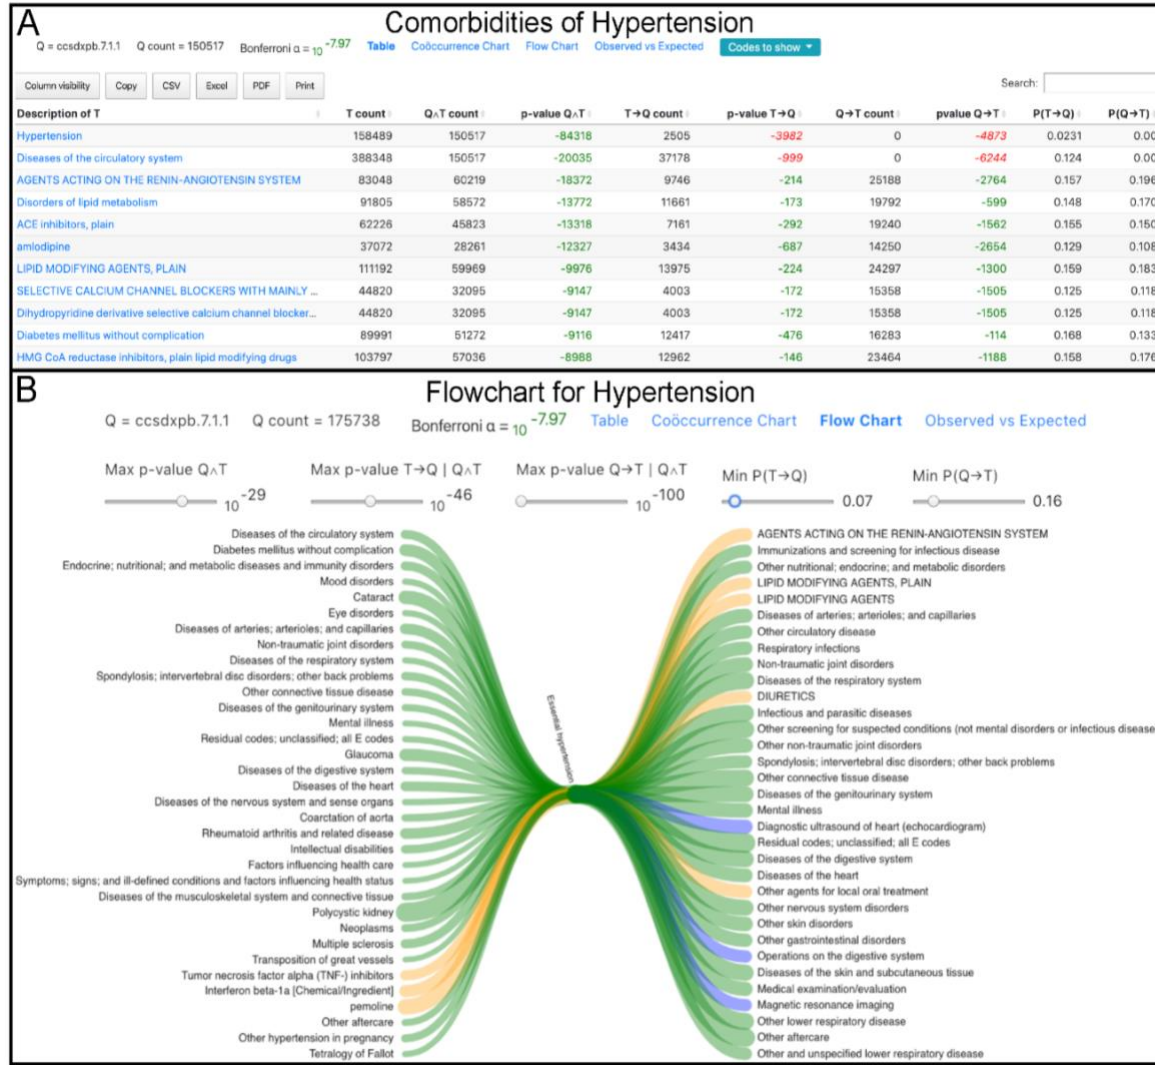 A
Comorbidities of Hypertension
Q = ccsdxpb.7.1.1 Q count = 150517 Bonferroni α = 10 -7.97 Table Coöccurrence Chart Flow Chart Observed vs Expected Codes to show
Column visibility Copy CSV Excel PDF Print Search:
Description of T T count Q∧T count p-value Q∧T T→Q count p-value T→Q Q→T count pvalue Q→T P(T→Q) P(Q→T)
Hypertension 158489 150517 -84318 2505 -3982 0 -4873 0.0231 0.00
Diseases of the circulatory system 388348 150517 -20035 37178 -999 0 -6244 0.124 0.00
AGENTS ACTING ON THE RENIN-ANGIOTENSIN SYSTEM 83048 60219 -18372 9746 -214 25188 -2764 0.157 0.196
Disorders of lipid metabolism 91805 58572 -13772 11661 -173 19792 -599 0.148 0.170
ACE inhibitors, plain 62226 45823 -13318 7161 -292 19240 -1562 0.155 0.150
amlodipine 37072 28261 -12327 3434 -687 14250 -2654 0.129 0.108
LIPID MODIFYING AGENTS, PLAIN 111192 59969 -9976 13975 -224 24297 -1300 0.159 0.183
SELECTIVE CALCIUM CHANNEL BLOCKERS WITH MAINLY ... 44820 32095 -9147 4003 -172 15358 -1505 0.125 0.118
Dihydropyridine derivative selective calcium channel blocker... 44820 32095 -9147 4003 -172 15358 -1505 0.125 0.118
Diabetes mellitus without complication 89991 51272 -9116 12417 -476 16283 -114 0.168 0.133
HMG CoA reductase inhibitors, plain lipid modifying drugs 103797 57036 -8988 12962 -146 23464 -1188 0.158 0.176
B
Flowchart for Hypertension
Q = ccsdxpb.7.1.1 Q count = 175738 Bonferroni α = 10 -7.97 Table Coöccurrence Chart Flow Chart Observed vs Expected
Max p-value Q∧T Max p-value T→Q | Q∧T Max p-value Q→T | Q∧T Min P(T→Q) Min P(Q→T)
10 -29 10 -46 10 -100 0.07 0.16
Diseases of the circulatory system
Diabetes mellitus without complication
Endocrine; nutritional; and metabolic diseases and immunity disorders
Mood disorders
Cataract
Eye disorders
Diseases of arteries; arterioles; and capillaries
Non-traumatic joint disorders
Diseases of the respiratory system
Spondylosis; intervertebral disc disorders; other back problems
Other connective tissue disease
Diseases of the genitourinary system
Mental illness
Residual codes; unclassified; all E codes
Glaucoma
Diseases of the digestive system
Diseases of the heart
Diseases of the nervous system and sense organs
Coarctation of aorta
Rheumatoid arthritis and related disease
Intellectual disabilities
Factors influencing health care
Symptoms; signs; and ill-defined conditions and factors influencing health status
Diseases of the musculoskeletal system and connective tissue
Polycystic kidney
Neoplasms
Multiple sclerosis
Transposition of great vessels
Tumor necrosis factor alpha (TNF-) inhibitors
Interferon beta-1a [Chemical/Ingredient]
pemoline
Other aftercare
Other hypertension in pregnancy
Tetralogy of Fallot
Essential hypertension
AGENTS ACTING ON THE RENIN-ANGIOTENSIN SYSTEM
Immunizations and screening for infectious disease
Other nutritional; endocrine; and metabolic disorders
LIPID MODIFYING AGENTS, PLAIN
LIPID MODIFYING AGENTS
Diseases of arteries; arterioles; and capillaries
Other circulatory disease
Respiratory infections
Non-traumatic joint disorders
Diseases of the respiratory system
DIURETICS
Infectious and parasitic diseases
Other screening for suspected conditions (not mental disorders or infectious disease
Other non-traumatic joint disorders
Spondylosis; intervertebral disc disorders; other back problems
Other connective tissue disease
Diseases of the genitourinary system
Mental illness
Diagnostic ultrasound of heart (echocardiogram)
Residual codes; unclassified; all E codes
Diseases of the digestive system
Diseases of the heart
Other agents for local oral treatment
Other nervous system disorders
Other skin disorders
Other gastrointestinal disorders
Operations on the digestive system
Diseases of the skin and subcutaneous tissue
Medical examination/evaluation
Magnetic resonance imaging
Other lower respiratory disease
Other aftercare
Other and unspecified lower respiratory disease